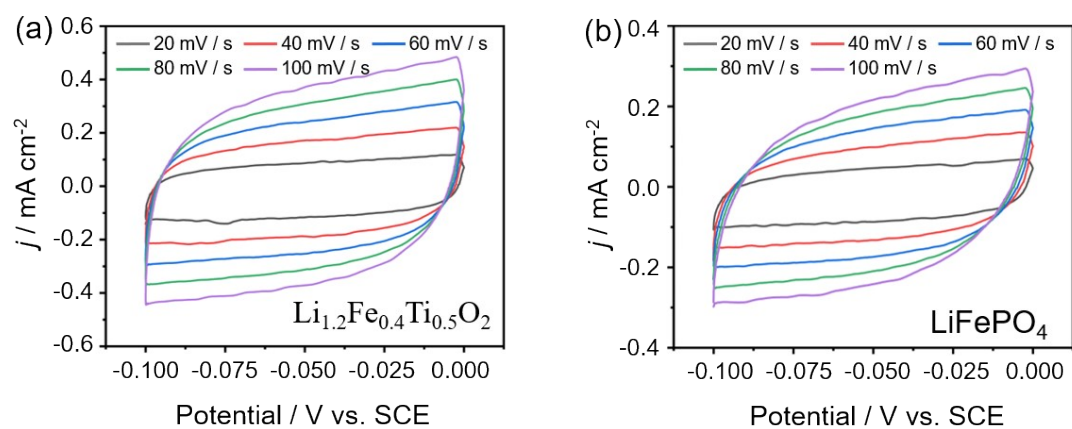 (a)
20 mV / s 40 mV / s 60 mV / s
80 mV / s 100 mV / s
0.6
0.4
0.2
0.0
-0.2
-0.4
-0.6
j / mA cm⁻²
Li₁.₂Fe₀.₄Ti₀.₅O₂
-0.100 -0.075 -0.050 -0.025 0.000
Potential / V vs. SCE
(b)
20 mV / s 40 mV / s 60 mV / s
80 mV / s 100 mV / s
0.4
0.2
0.0
-0.2
-0.4
j / mA cm⁻²
LiFePO₄
-0.100 -0.075 -0.050 -0.025 0.000
Potential / V vs. SCE